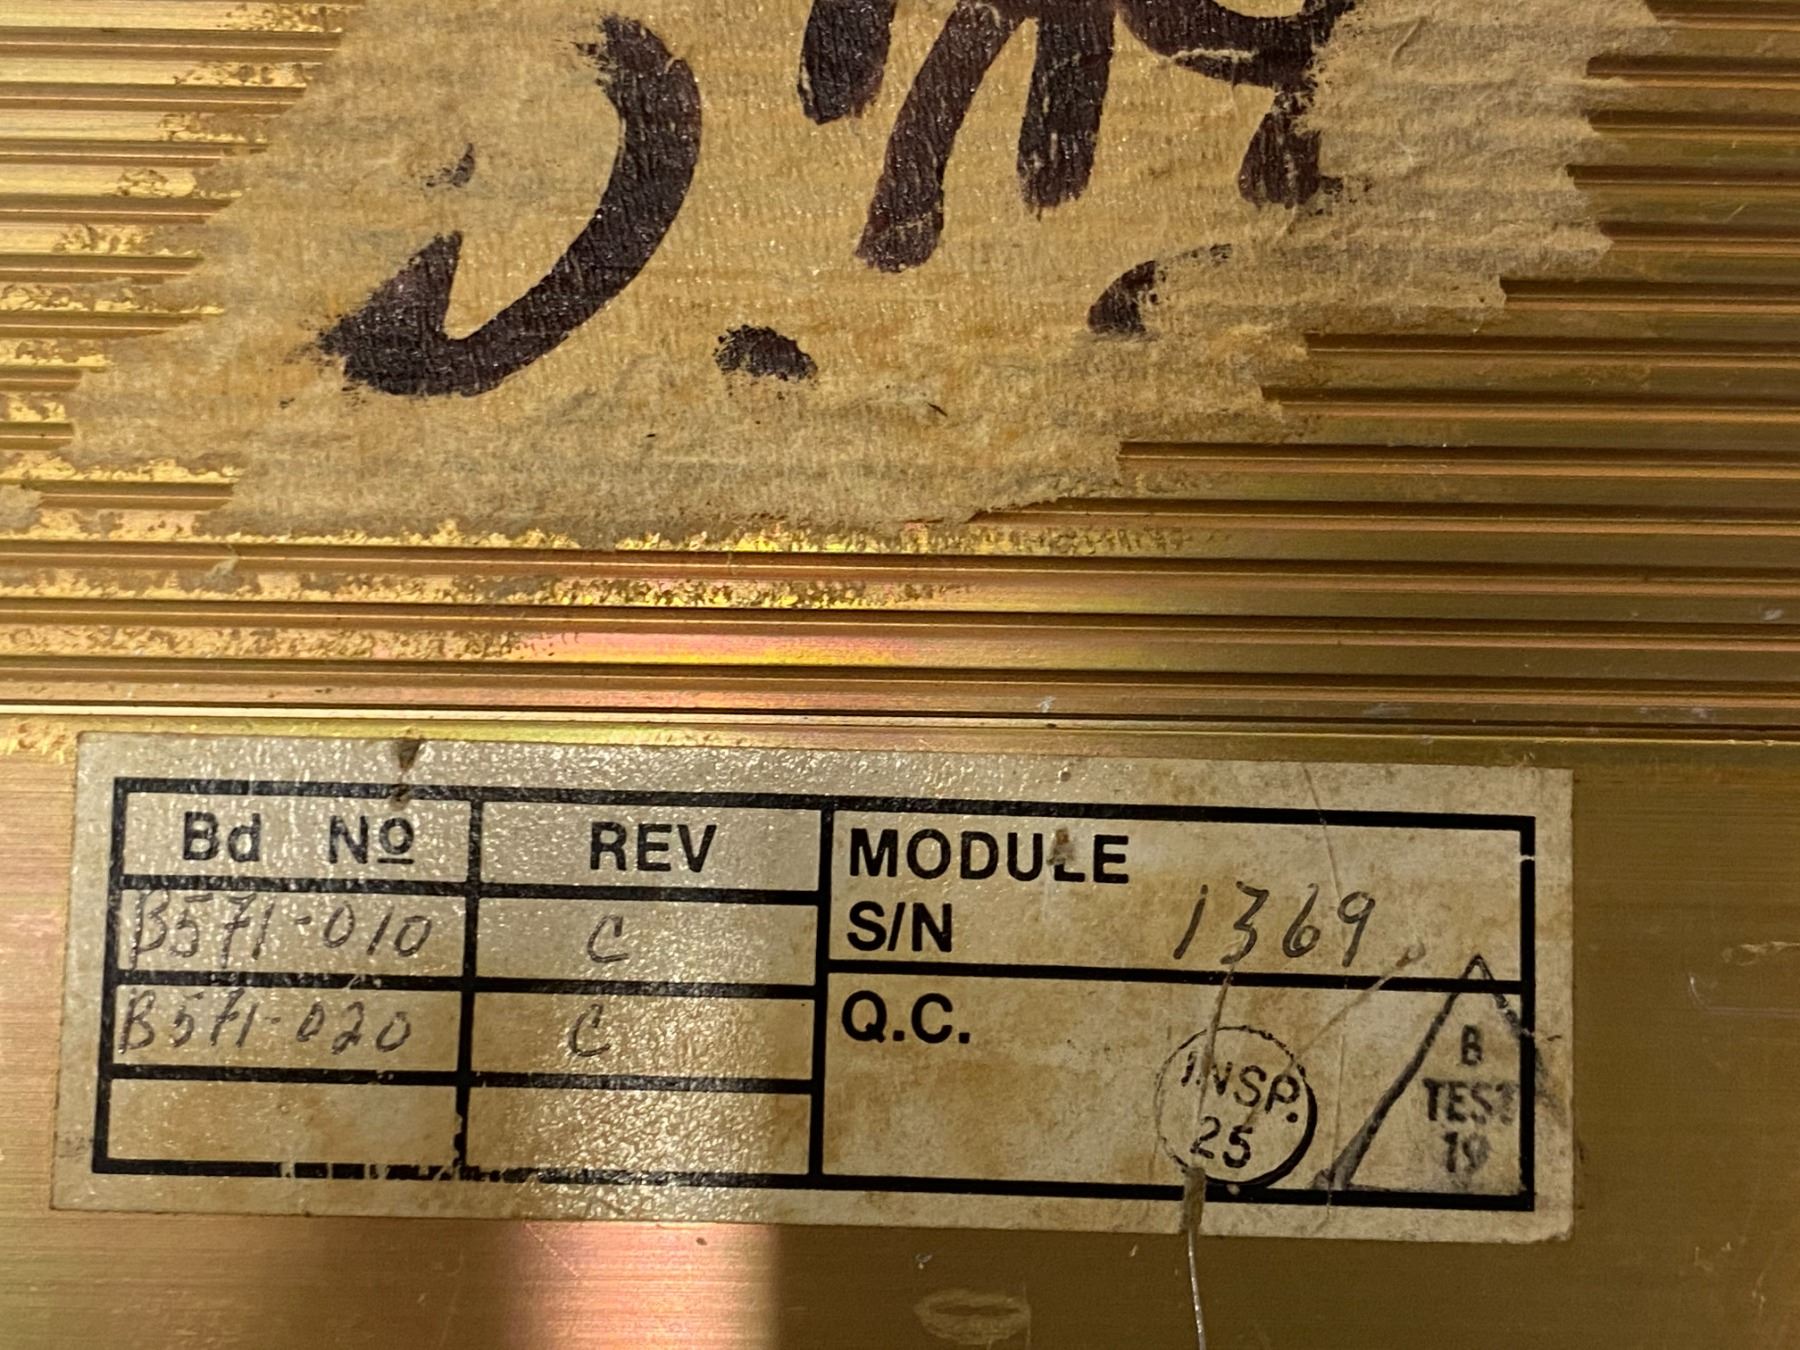 Bd Nº REV
B571-010 C
B571-020 C
MODULE
S/N 1369
Q.C.
INSP.
25
B
TEST
19